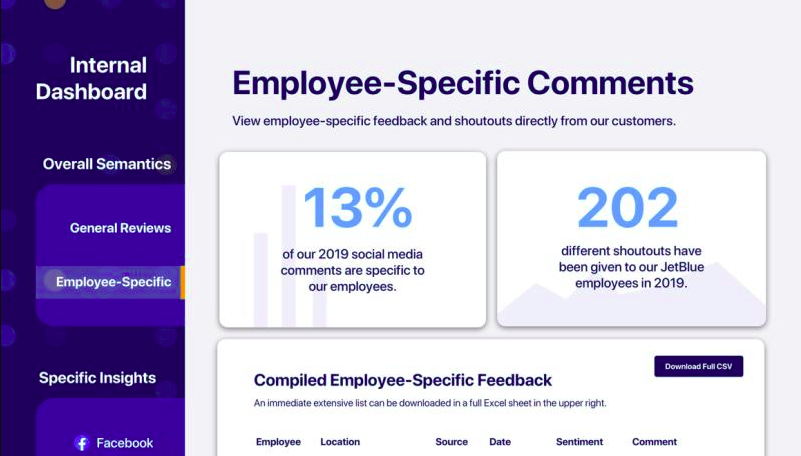 Internal
Dashboard
Overall Semantics
General Reviews
Employee-Specific
Specific Insights
Facebook
Employee-Specific Comments
View employee-specific feedback and shoutouts directly from our customers.
13%
of our 2019 social media
comments are specific to
our employees.
202
different shoutouts have
been given to our JetBlue
employees in 2019.
Download Full CSV
Compiled Employee-Specific Feedback
An immediate extensive list can be downloaded in a full Excel sheet in the upper right.
Employee Location Source Date Sentiment Comment